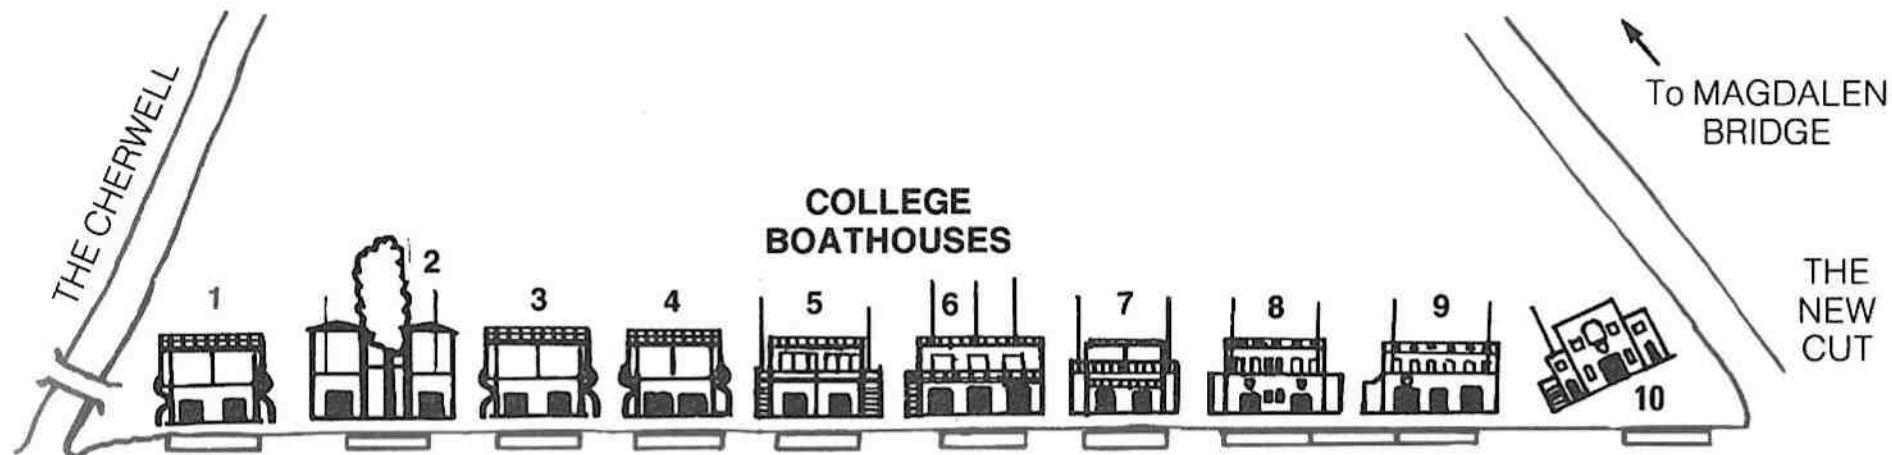 THE CHERWELL
COLLEGE
BOATHOUSES
To MAGDALEN
BRIDGE
THE
NEW
CUT
1
2
3
4
5
6
7
8
9
10